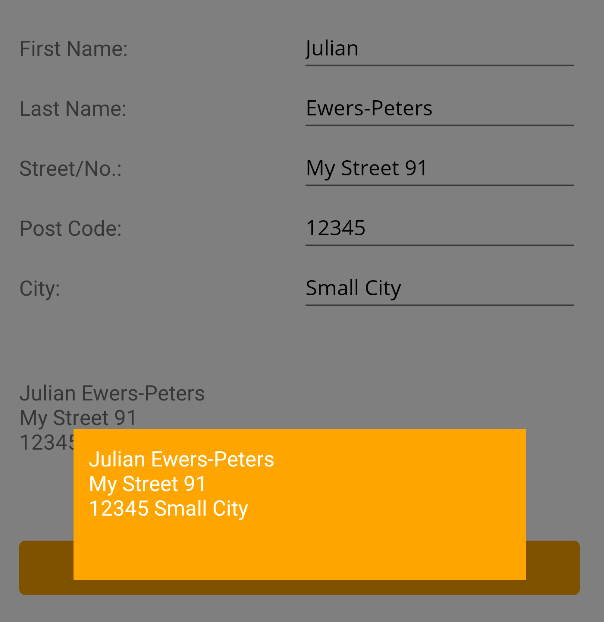 First Name: Julian
Last Name: Ewers-Peters
Street/No.: My Street 91
Post Code: 12345
City: Small City
Julian Ewers-Peters
My Street 91
12345
Julian Ewers-Peters
My Street 91
12345 Small City